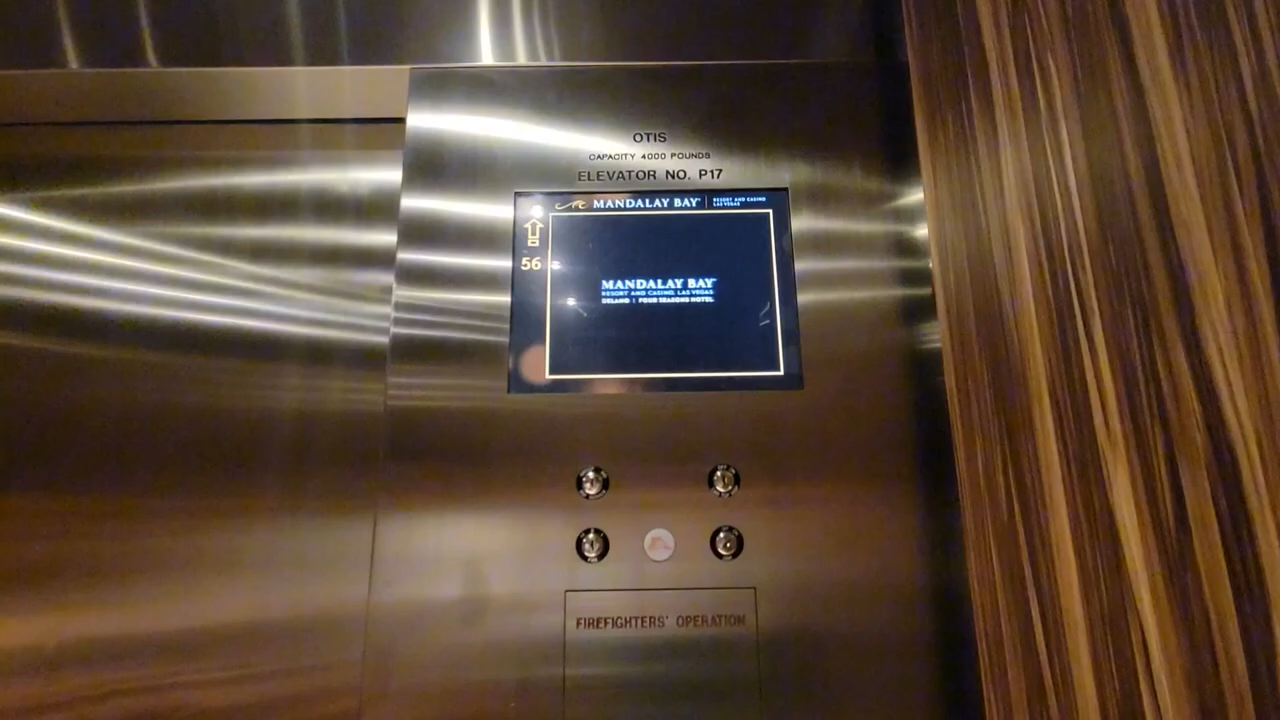 OTIS
CAPACITY 4000 POUNDS
ELEVATOR NO. P17
MANDALAY BAY RESORT AND CASINO
LAS VEGAS
56
MANDALAY BAY
RESORT AND CASINO, LAS VEGAS
DELANO | FOUR SEASONS HOTEL
FIREFIGHTERS' OPERATION